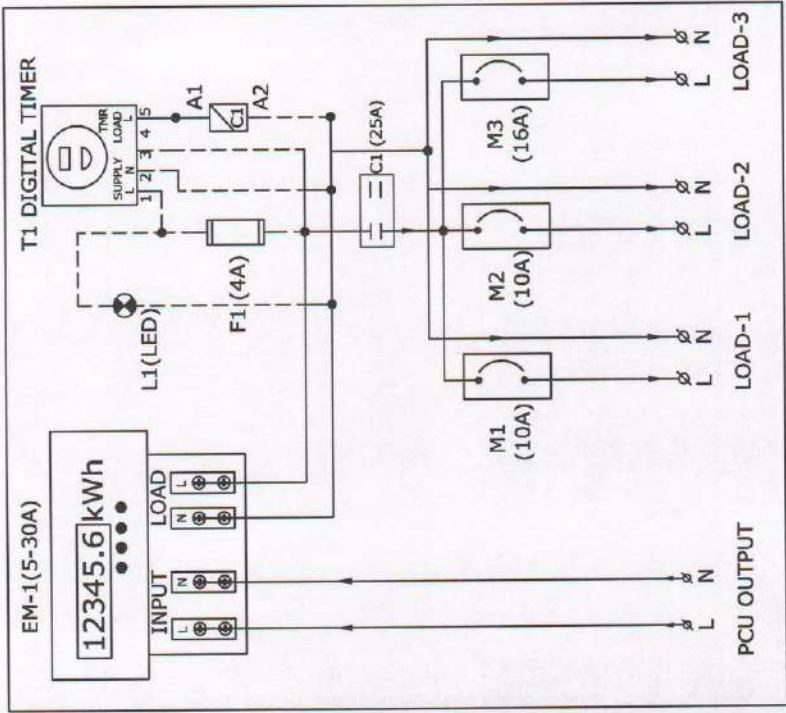 EM-1(5-30A)
12345.6 kWh
INPUT LOAD
L N N L
T1 DIGITAL TIMER
TMR
SUPPLY LOAD
L N L
1 2 3 4 5
L1(LED)
F1 (4A)
A1
C1
A2
C1 (25A)
M1
(10A)
M2
(10A)
M3
(16A)
L N L N L N L N
PCU OUTPUT LOAD-1 LOAD-2 LOAD-3